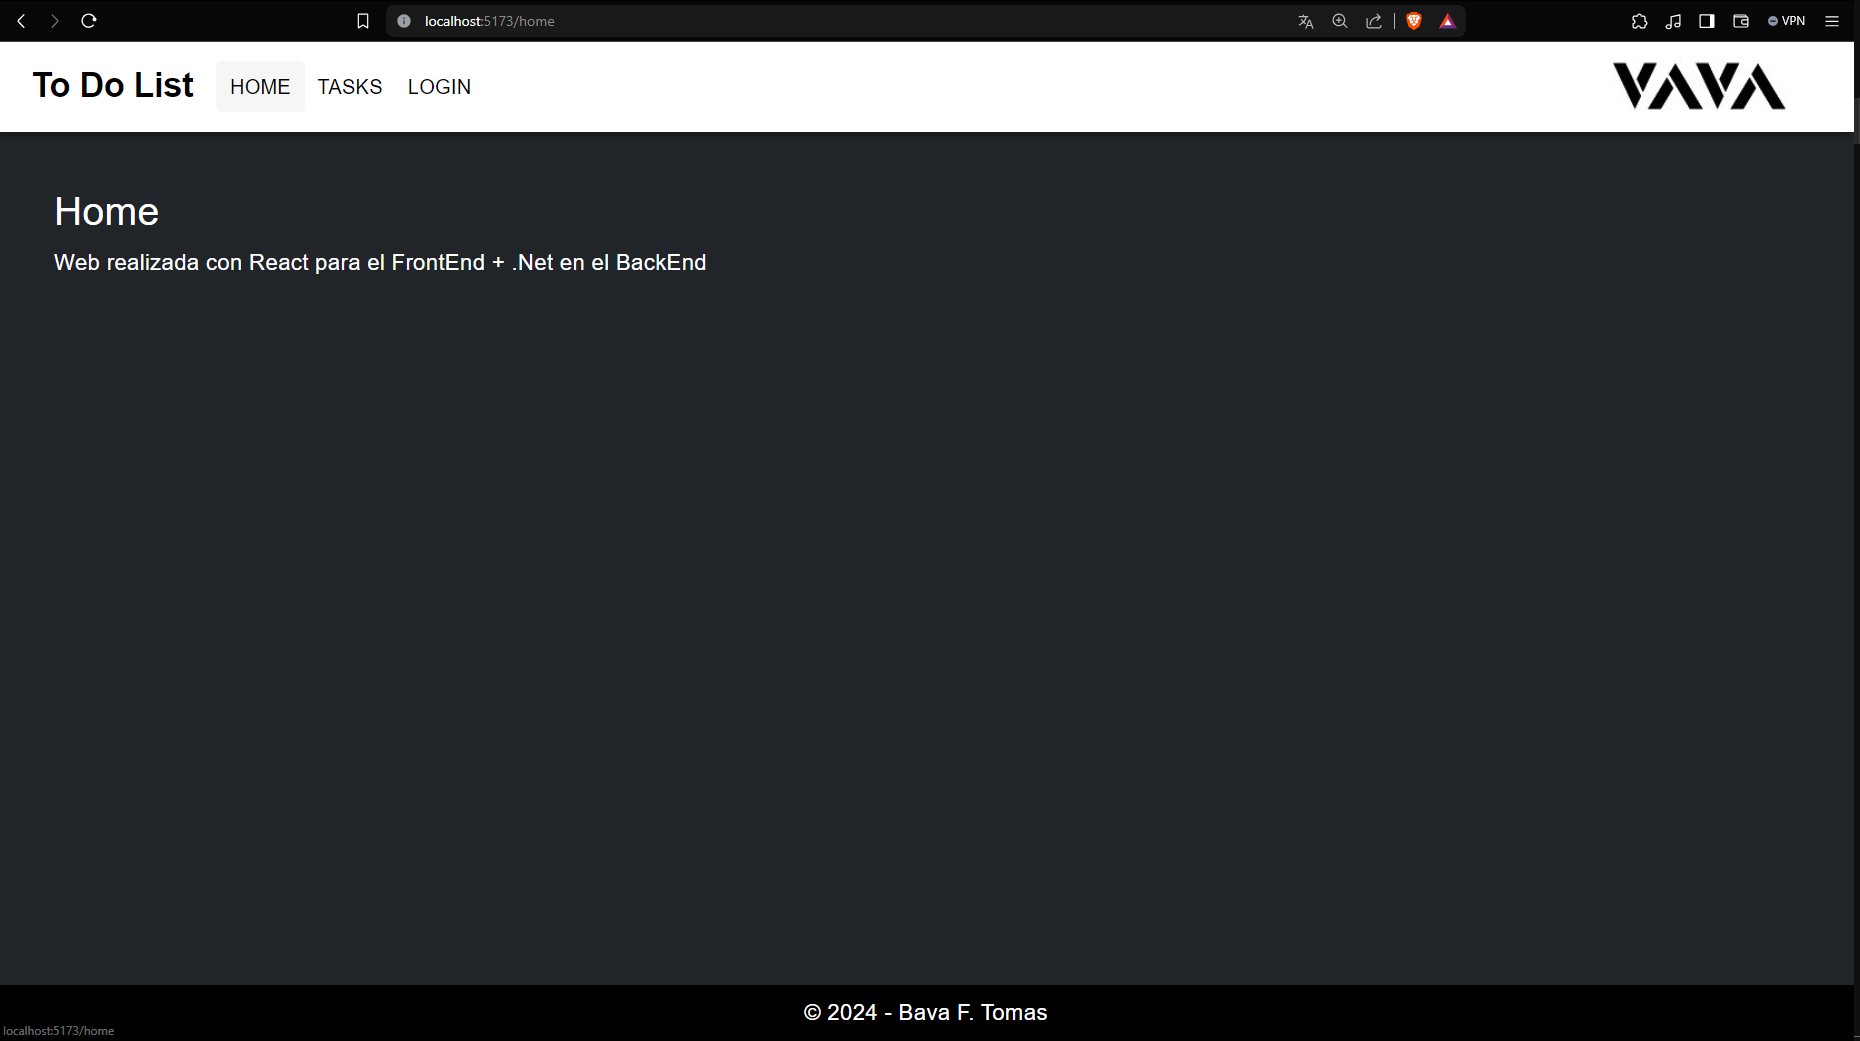 localhost:5173/home
VPN
To Do List HOME TASKS LOGIN
VAVA
Home
Web realizada con React para el FrontEnd + .Net en el BackEnd
© 2024 - Bava F. Tomas
localhost:5173/home